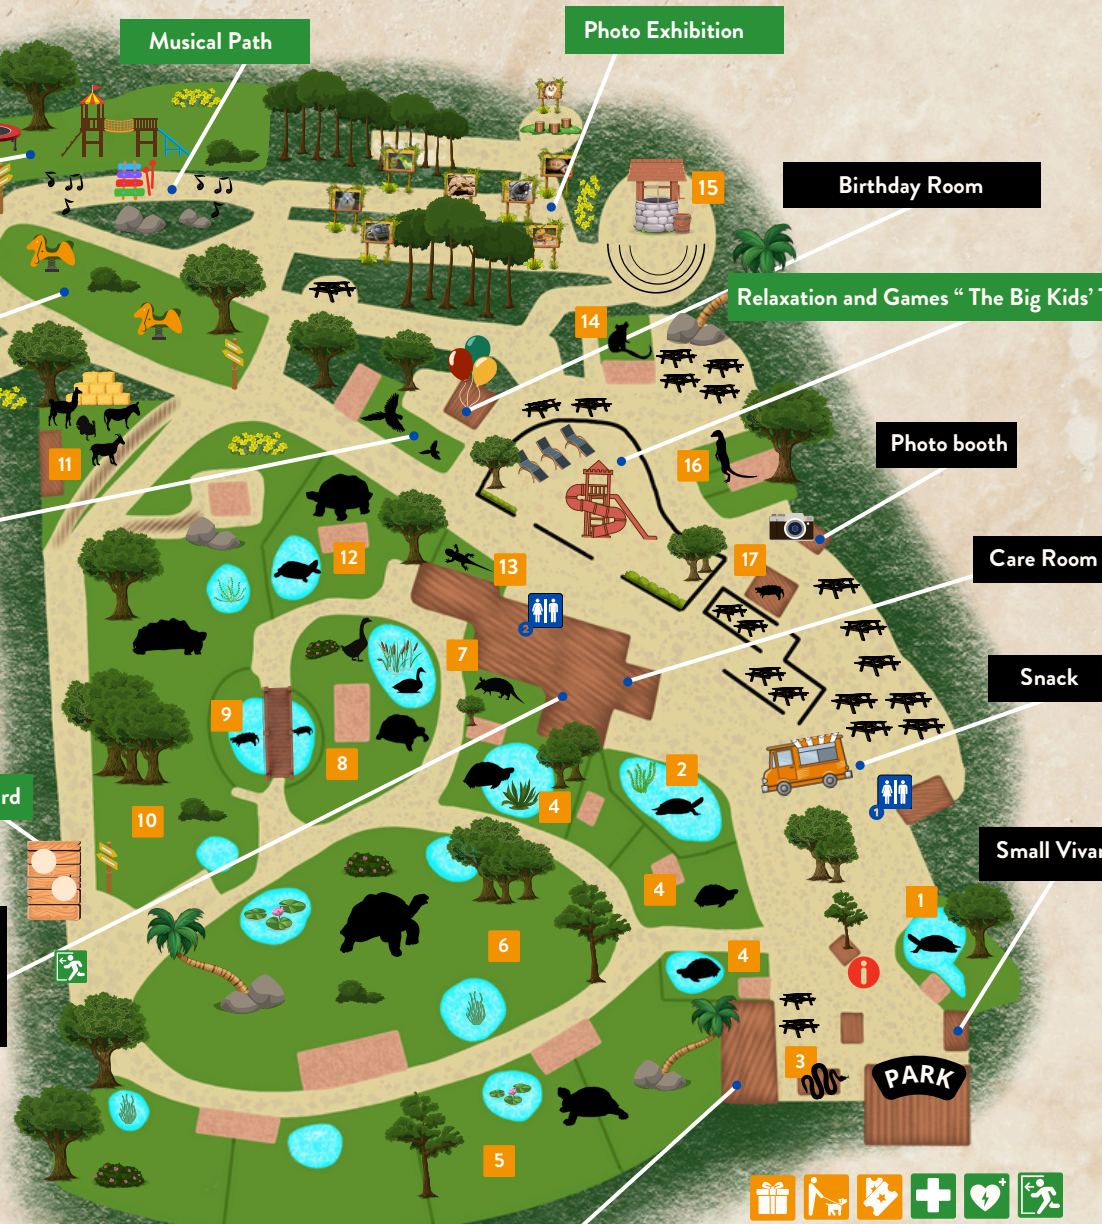 Photo Exhibition
Musical Path
Birthday Room
15
Relaxation and Games “ The Big Kids’
14
Photo booth
16
11
Care Room
12
13
17
2
7
Snack
9
8
2
1
4
10
rd
Small Vivar
4
1
6
4
3
PARK
5